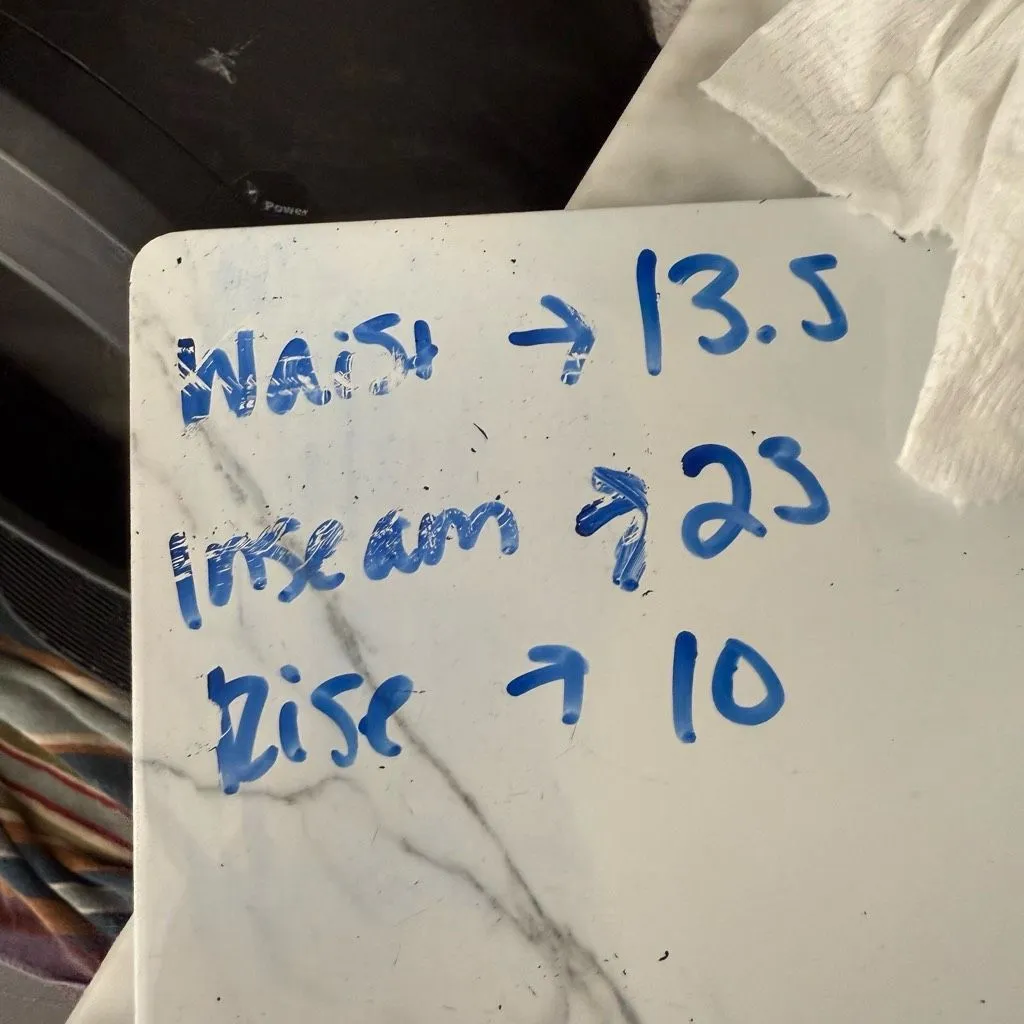 Power
Waist → 13.5
Inseam → 23
Rise → 10